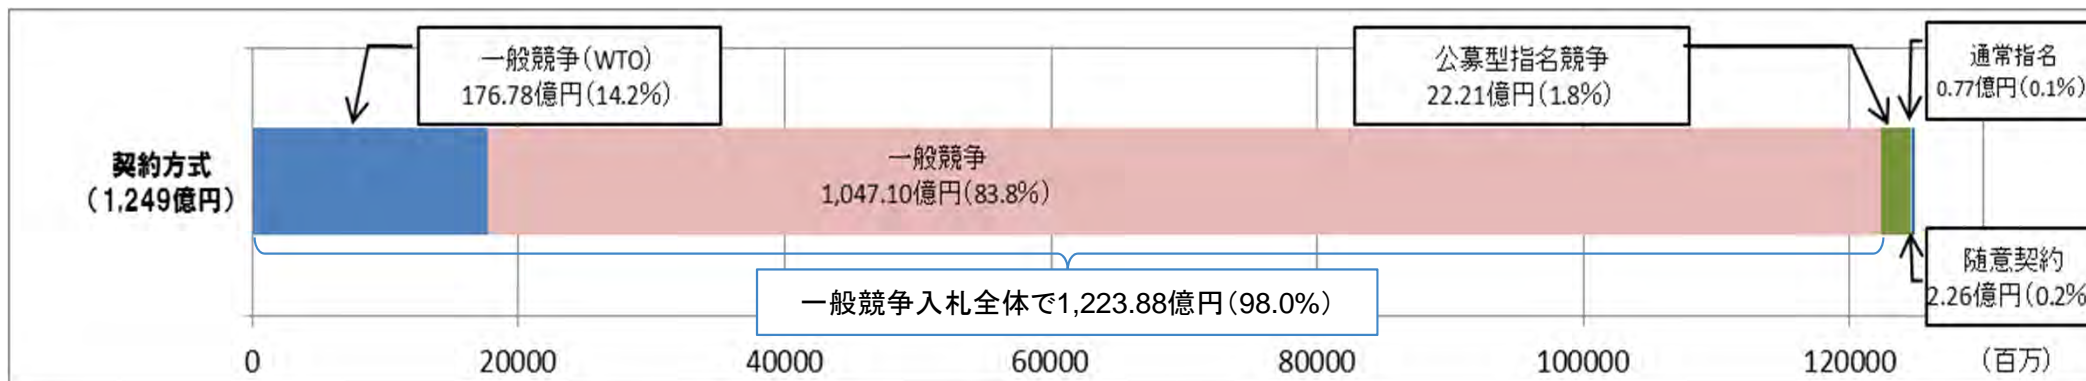 一般競争(WTO)
176.78億円(14.2%)
公募型指名競争
22.21億円(1.8%)
通常指名
0.77億円(0.1%)
契約方式
(1,249億円)
一般競争
1,047.10億円(83.8%)
随意契約
2.26億円(0.2%
一般競争入札全体で1,223.88億円(98.0%)
0 20000 40000 60000 80000 100000 120000 (百万)